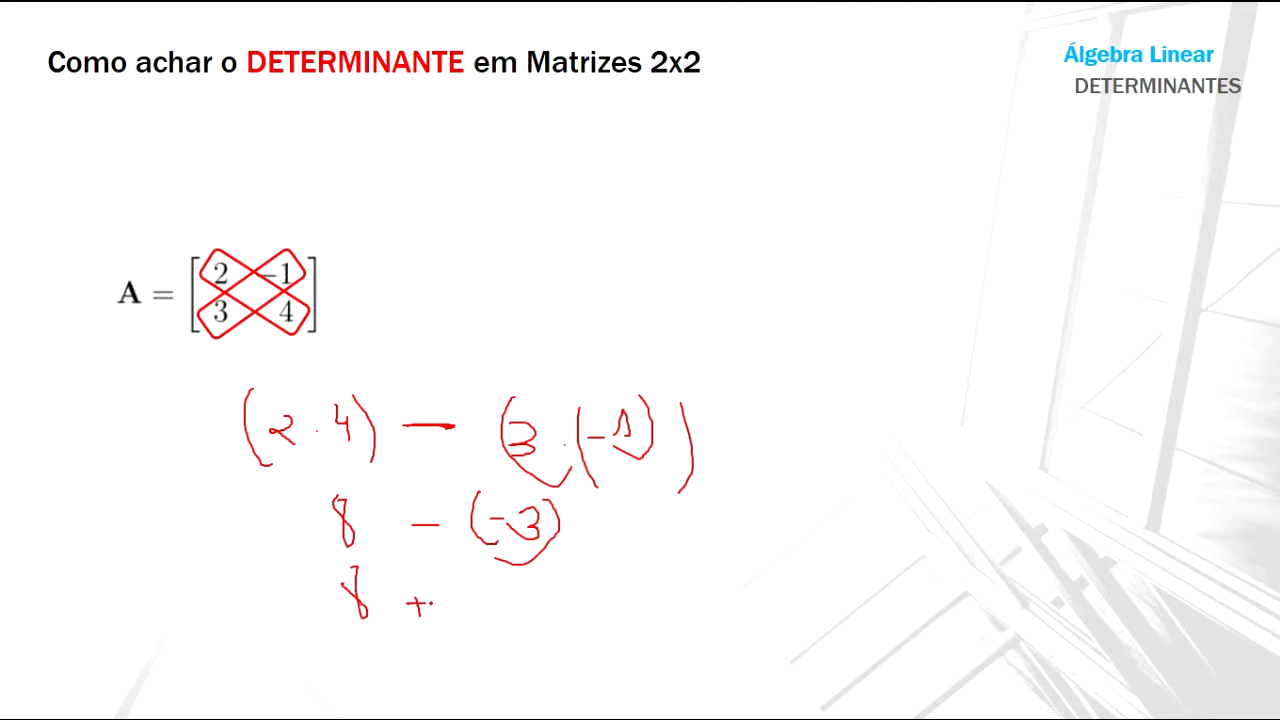 Como achar o DETERMINANTE em Matrizes 2x2
Álgebra Linear
DETERMINANTES
A = [2 −1
3 4]
(2 . 4) — (3 . (-1))
8 — (-3)
8 +